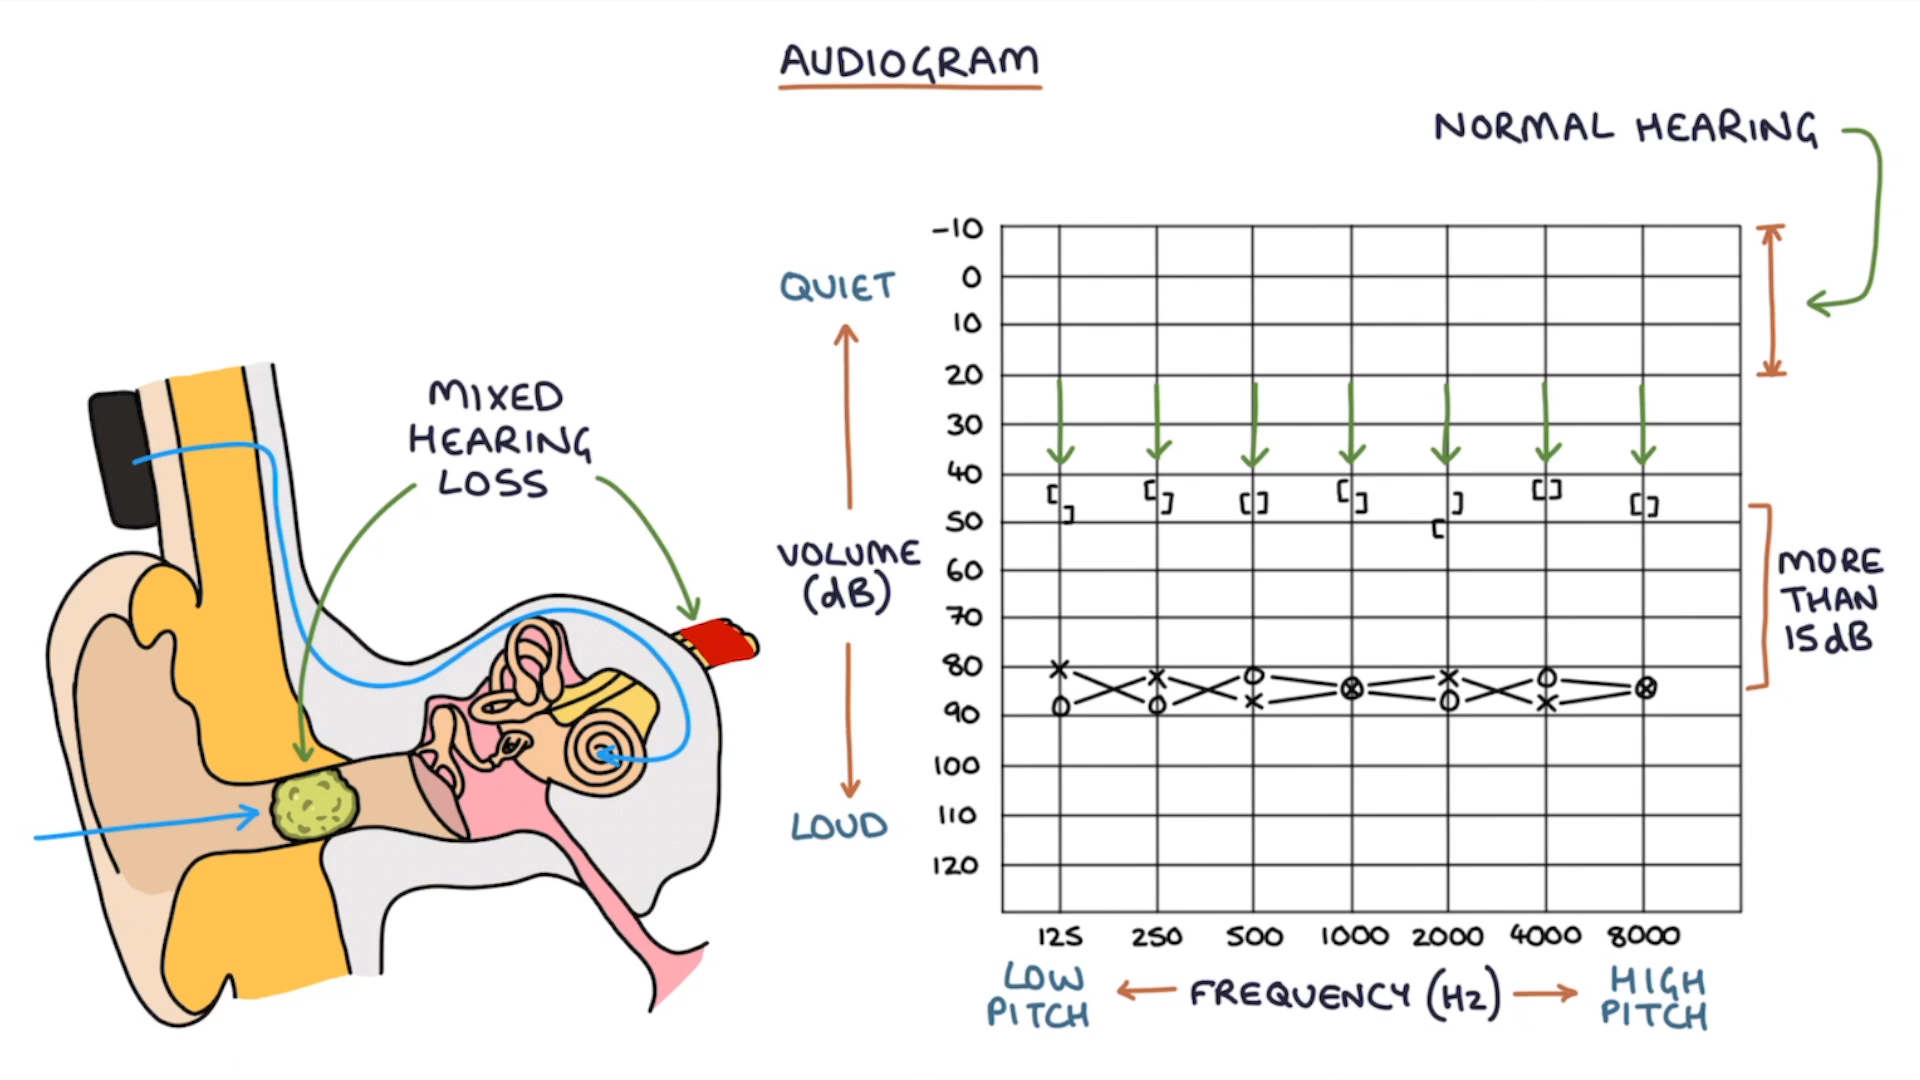 AUDIOGRAM
NORMAL HEARING
MIXED
HEARING
LOSS
QUIET
VOLUME
(dB)
LOUD
-10
0
10
20
30
40
50
60
70
80
90
100
110
120
MORE
THAN
15dB
125 250 500 1000 2000 4000 8000
LOW
PITCH
FREQUENCY (Hz)
HIGH
PITCH